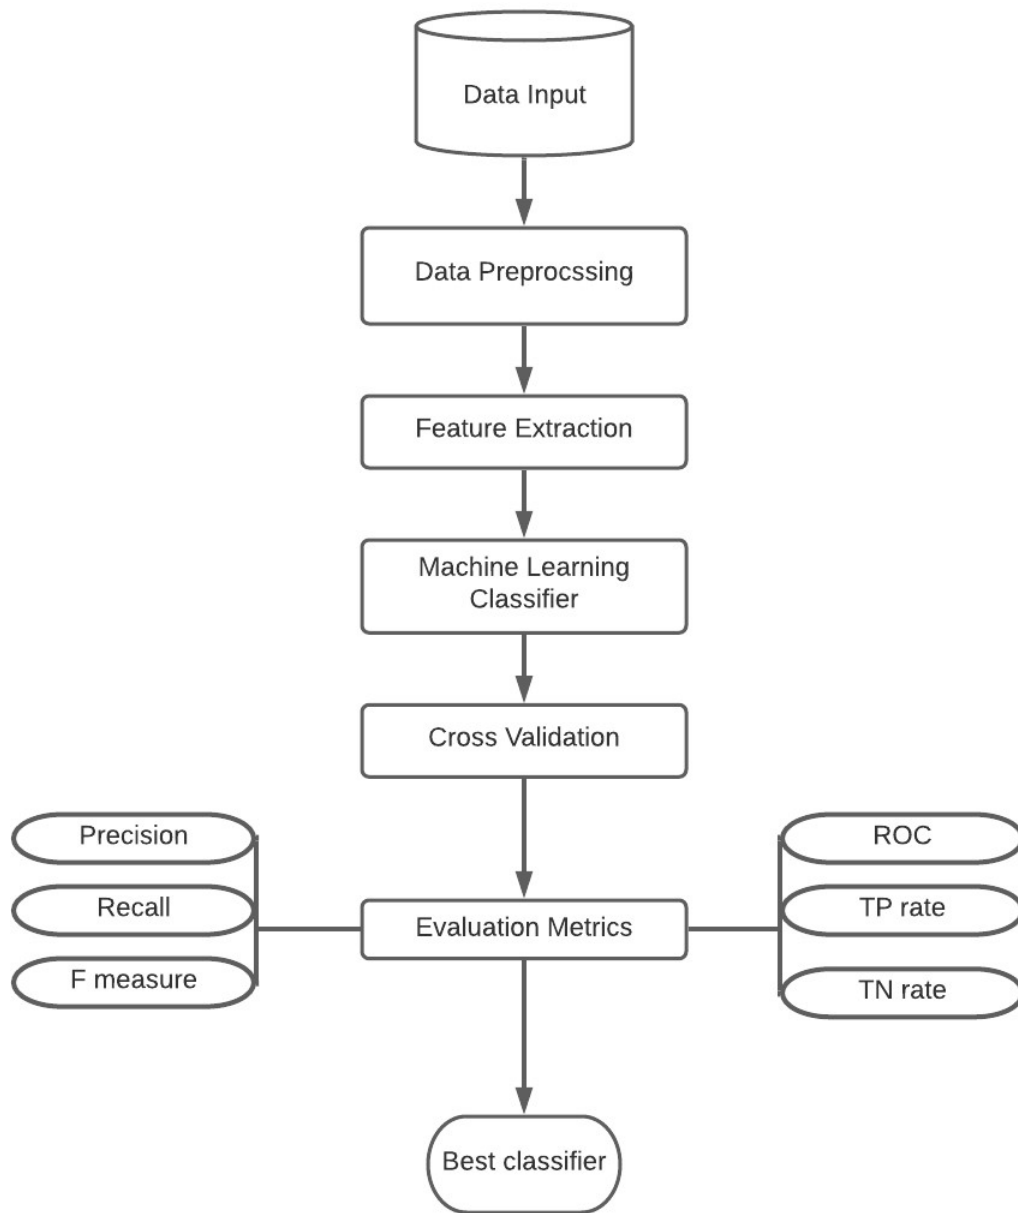 Data Input
Data Preprocssing
Feature Extraction
Machine Learning
Classifier
Cross Validation
Precision
Recall
F measure
Evaluation Metrics
ROC
TP rate
TN rate
Best classifier